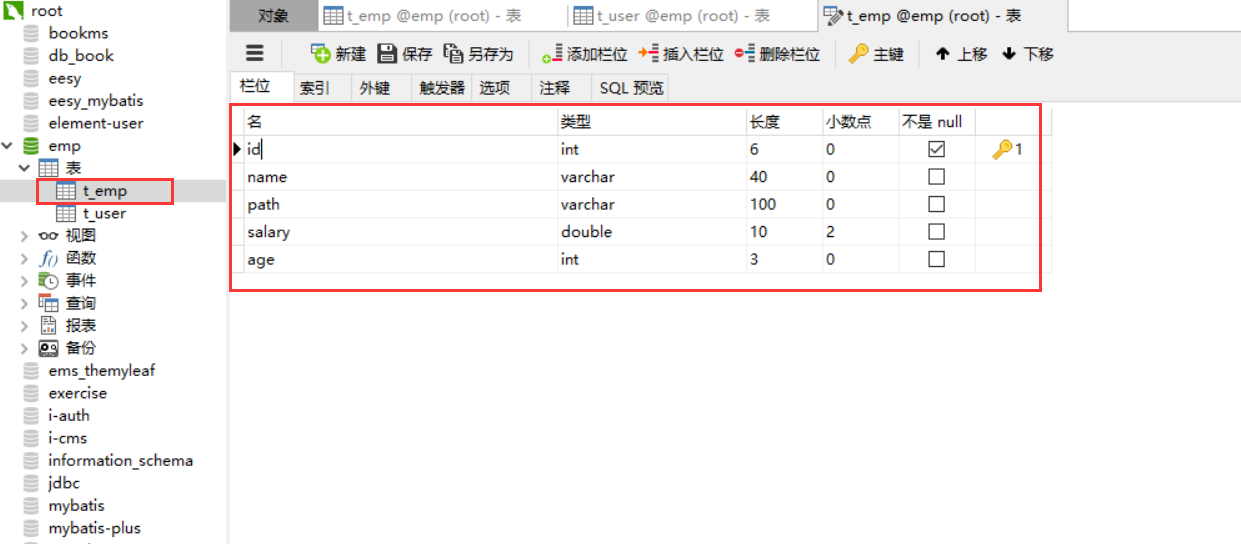 root
bookms
db_book
eesy
eesy_mybatis
element-user
emp
表
t_emp
t_user
视图
函数
事件
查询
报表
备份
ems_themyleaf
exercise
i-auth
i-cms
information_schema
jdbc
mybatis
mybatis-plus
对象 t_emp @emp (root) - 表 t_user @emp (root) - 表 t_emp @emp (root) - 表
新建 保存 另存为 添加栏位 插入栏位 删除栏位 主键 上移 下移
栏位 索引 外键 触发器 选项 注释 SQL 预览
名 类型 长度 小数点 不是 null
id int 6 0 1
name varchar 40 0
path varchar 100 0
salary double 10 2
age int 3 0